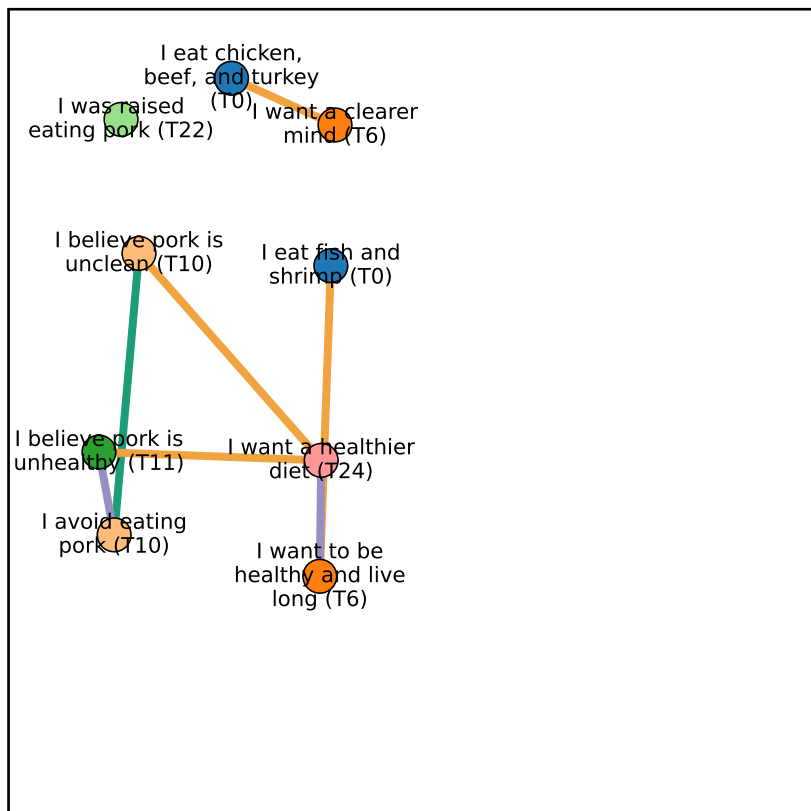 I eat chicken,
beef, and turkey
(T0)
I was raised
eating pork (T22)
I want a clearer
mind (T6)
I believe pork is
unclean (T10)
I eat fish and
shrimp (T0)
I believe pork is
unhealthy (T11)
I want a healthier
diet (T24)
I avoid eating
pork (T10)
I want to be
healthy and live
long (T6)